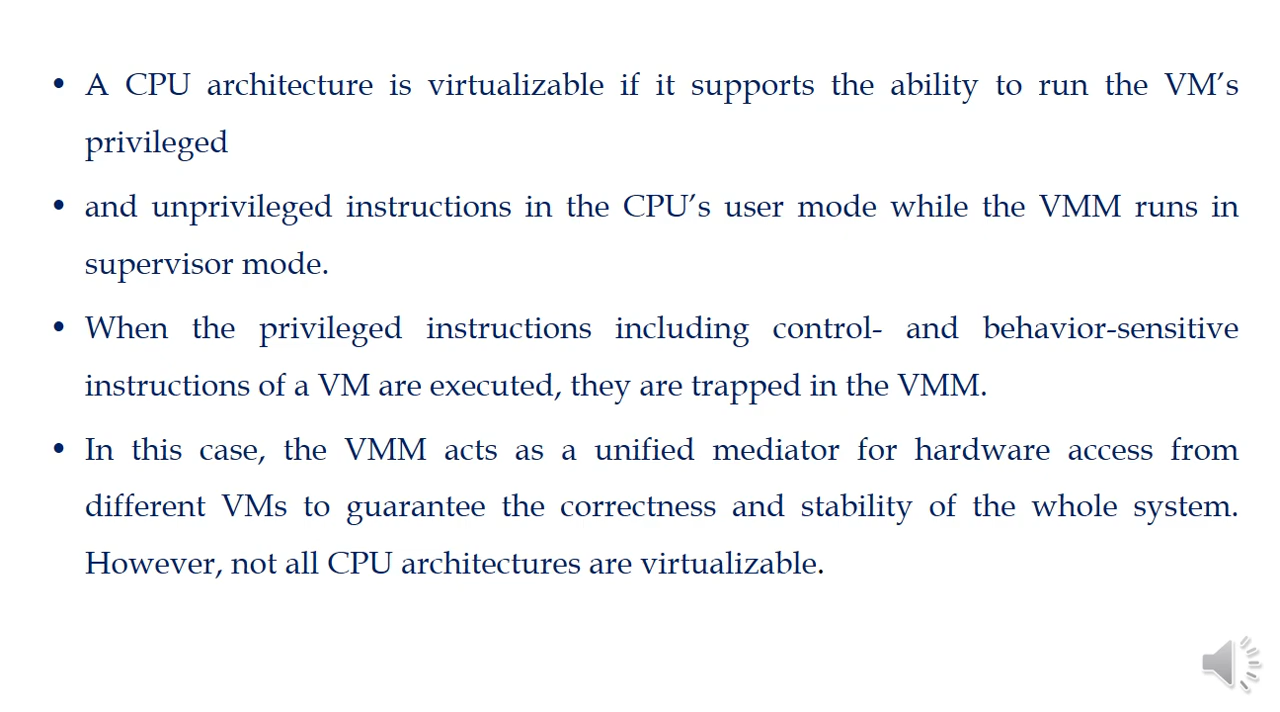 • A CPU architecture is virtualizable if it supports the ability to run the VM’s
privileged
• and unprivileged instructions in the CPU’s user mode while the VMM runs in
supervisor mode.
• When the privileged instructions including control- and behavior-sensitive
instructions of a VM are executed, they are trapped in the VMM.
• In this case, the VMM acts as a unified mediator for hardware access from
different VMs to guarantee the correctness and stability of the whole system.
However, not all CPU architectures are virtualizable.